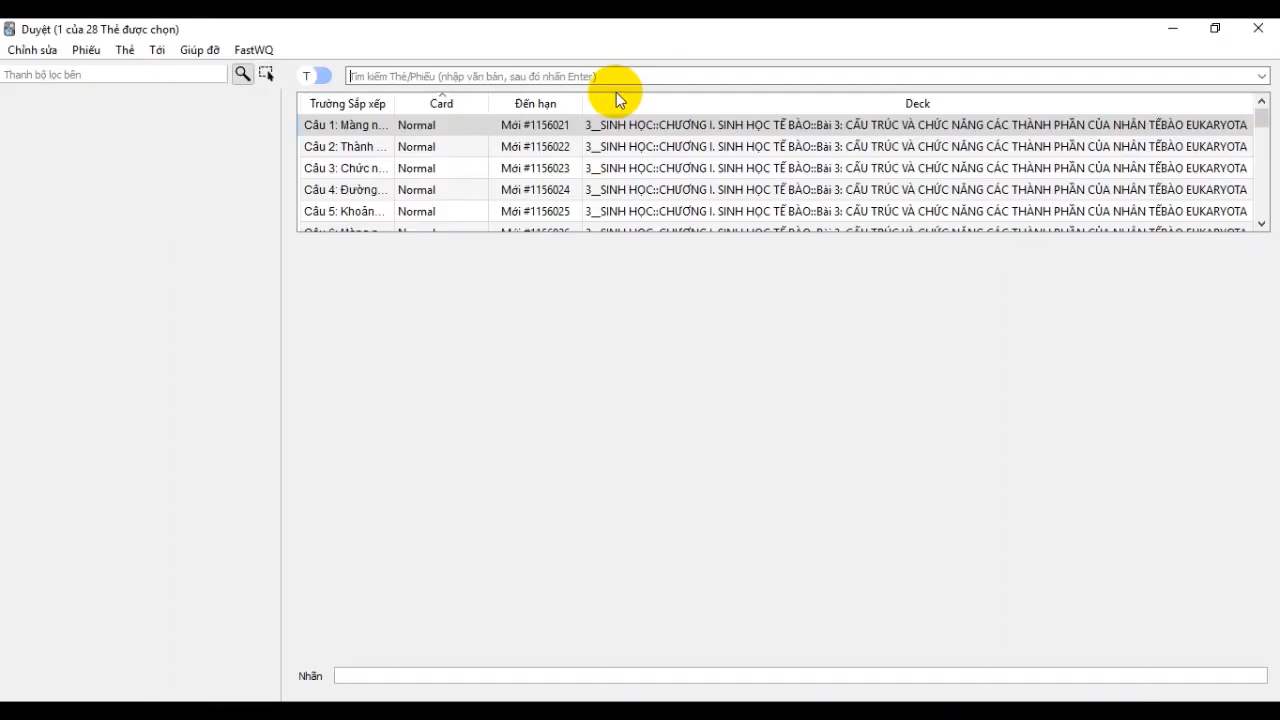 Duyệt (1 của 28 Thẻ được chọn)
Chỉnh sửa Phiếu Thẻ Tới Giúp đỡ FastWQ
Thanh bộ lọc bên
T Tìm kiếm Thẻ/Phiếu (nhập văn bản, sau đó nhấn Enter)
Trường Sắp xếp Card Đến hạn Deck
Câu 1: Màng n... Normal Mới #1156021 3__SINH HỌC::CHƯƠNG I. SINH HỌC TẾ BÀO::Bài 3: CẤU TRÚC VÀ CHỨC NĂNG CÁC THÀNH PHẦN CỦA NHÂN TẾBÀO EUKARYOTA
Câu 2: Thành ... Normal Mới #1156022 3__SINH HỌC::CHƯƠNG I. SINH HỌC TẾ BÀO::Bài 3: CẤU TRÚC VÀ CHỨC NĂNG CÁC THÀNH PHẦN CỦA NHÂN TẾBÀO EUKARYOTA
Câu 3: Chức n... Normal Mới #1156023 3__SINH HỌC::CHƯƠNG I. SINH HỌC TẾ BÀO::Bài 3: CẤU TRÚC VÀ CHỨC NĂNG CÁC THÀNH PHẦN CỦA NHÂN TẾBÀO EUKARYOTA
Câu 4: Đường... Normal Mới #1156024 3__SINH HỌC::CHƯƠNG I. SINH HỌC TẾ BÀO::Bài 3: CẤU TRÚC VÀ CHỨC NĂNG CÁC THÀNH PHẦN CỦA NHÂN TẾBÀO EUKARYOTA
Câu 5: Khoản... Normal Mới #1156025 3__SINH HỌC::CHƯƠNG I. SINH HỌC TẾ BÀO::Bài 3: CẤU TRÚC VÀ CHỨC NĂNG CÁC THÀNH PHẦN CỦA NHÂN TẾBÀO EUKARYOTA
Nhãn